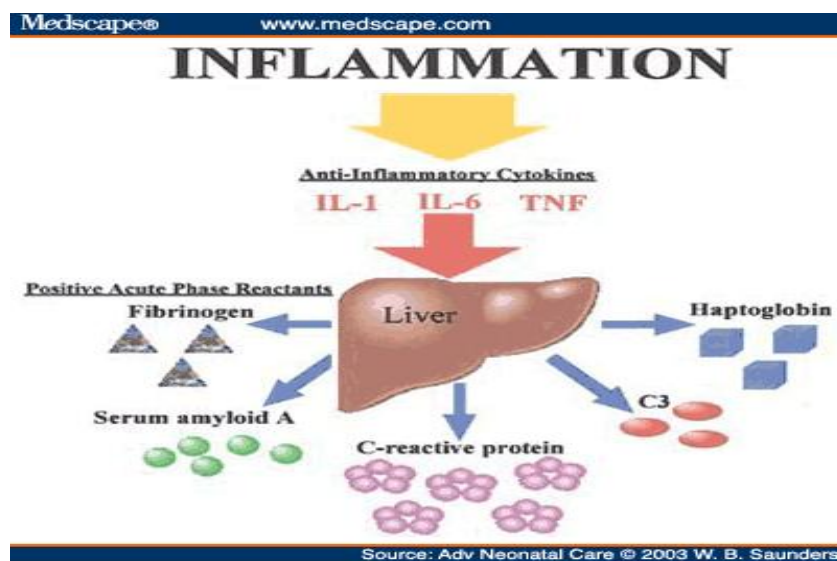 Medscape® www.medscape.com
INFLAMMATION
Anti-Inflammatory Cytokines
IL-1 IL-6 TNF
Positive Acute Phase Reactants
Fibrinogen
Liver
Haptoglobin
Serum amyloid A
C3
C-reactive protein
Source: Adv Neonatal Care © 2003 W. B. Saunders